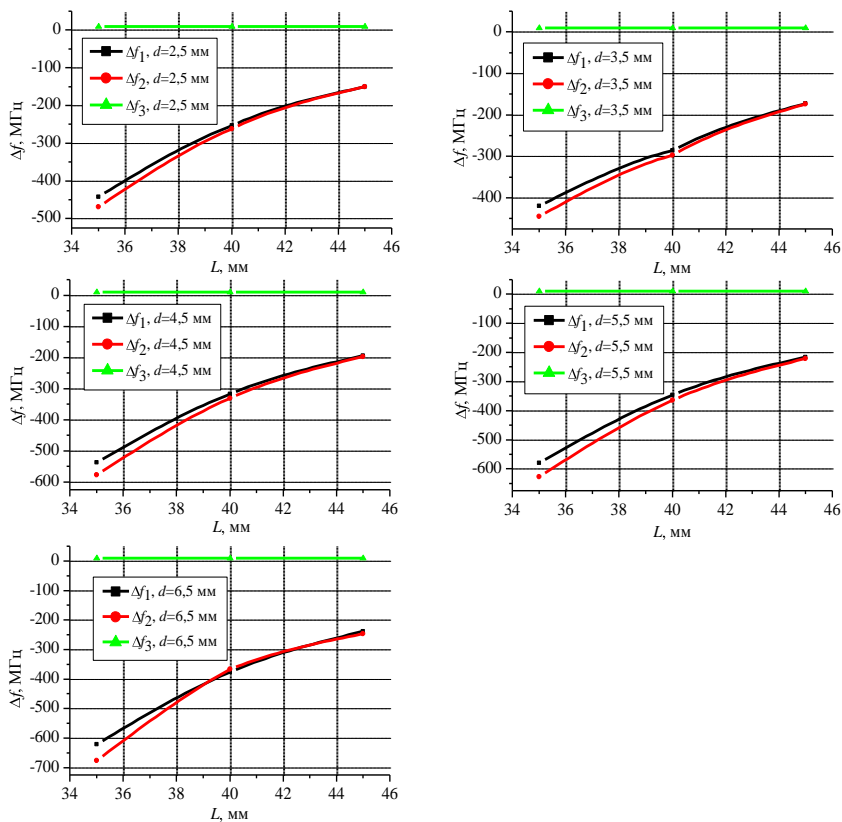 0
-100
-200
-300
-400
-500
Δf, МГц
Δf1, d=2,5 мм
Δf2, d=2,5 мм
Δf3, d=2,5 мм
34 36 38 40 42 44 46
L, мм
0
-100
-200
-300
-400
Δf, МГц
Δf1, d=3,5 мм
Δf2, d=3,5 мм
Δf3, d=3,5 мм
34 36 38 40 42 44 46
L, мм
0
-100
-200
-300
-400
-500
-600
Δf, МГц
Δf1, d=4,5 мм
Δf2, d=4,5 мм
Δf3, d=4,5 мм
34 36 38 40 42 44 46
L, мм
0
-100
-200
-300
-400
-500
-600
Δf, МГц
Δf1, d=5,5 мм
Δf2, d=5,5 мм
Δf3, d=5,5 мм
34 36 38 40 42 44 46
L, мм
0
-100
-200
-300
-400
-500
-600
-700
Δf, МГц
Δf1, d=6,5 мм
Δf2, d=6,5 мм
Δf3, d=6,5 мм
34 36 38 40 42 44 46
L, мм